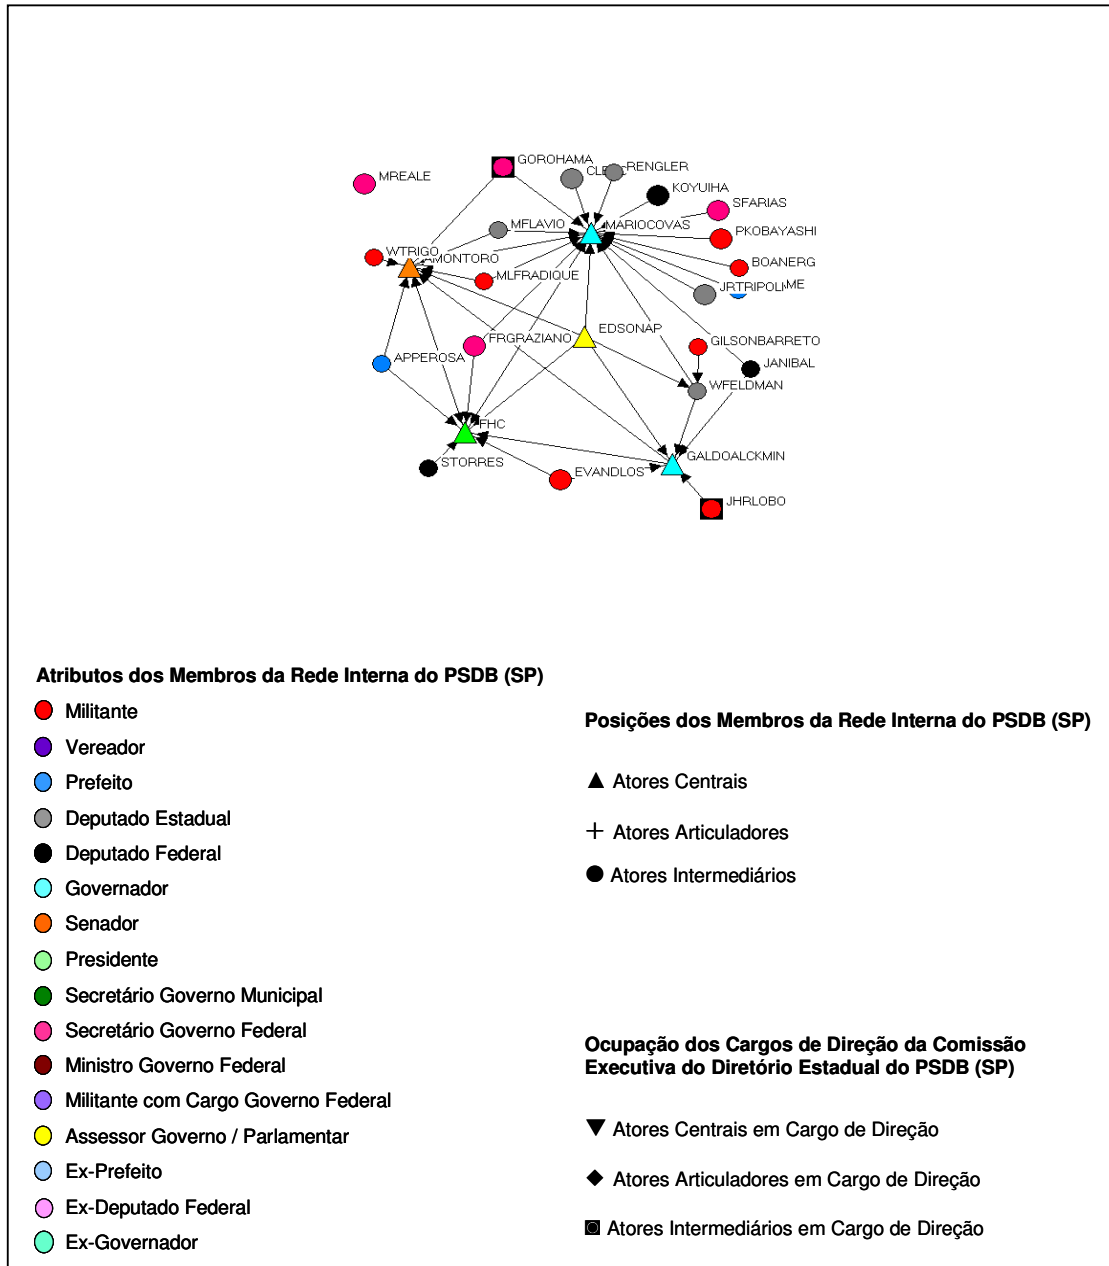 GOROHAMA
RENGLER
MREALE
KOYUIHA
SFARIAS
MFLAVIO
MARIOCOVAS
PKOBAYASHI
WTRIGO
AMONTORO
BOANERG
MLFRADIQUE
JRTRIPOLI
ME
EDSONAP
FRGRAZIANO
GILSONBARRETO
APPEROSA
JANIBAL
WFELDMAN
FHC
GALDOALCKMIN
STORRES
EVANDLOS
JHRLOBO
Atributos dos Membros da Rede Interna do PSDB (SP)
Militante
Vereador
Prefeito
Deputado Estadual
Deputado Federal
Governador
Senador
Presidente
Secretário Governo Municipal
Secretário Governo Federal
Ministro Governo Federal
Militante com Cargo Governo Federal
Assessor Governo / Parlamentar
Ex-Prefeito
Ex-Deputado Federal
Ex-Governador
Posições dos Membros da Rede Interna do PSDB (SP)
Atores Centrais
Atores Articuladores
Atores Intermediários
Ocupação dos Cargos de Direção da Comissão
Executiva do Diretório Estadual do PSDB (SP)
Atores Centrais em Cargo de Direção
Atores Articuladores em Cargo de Direção
Atores Intermediários em Cargo de Direção